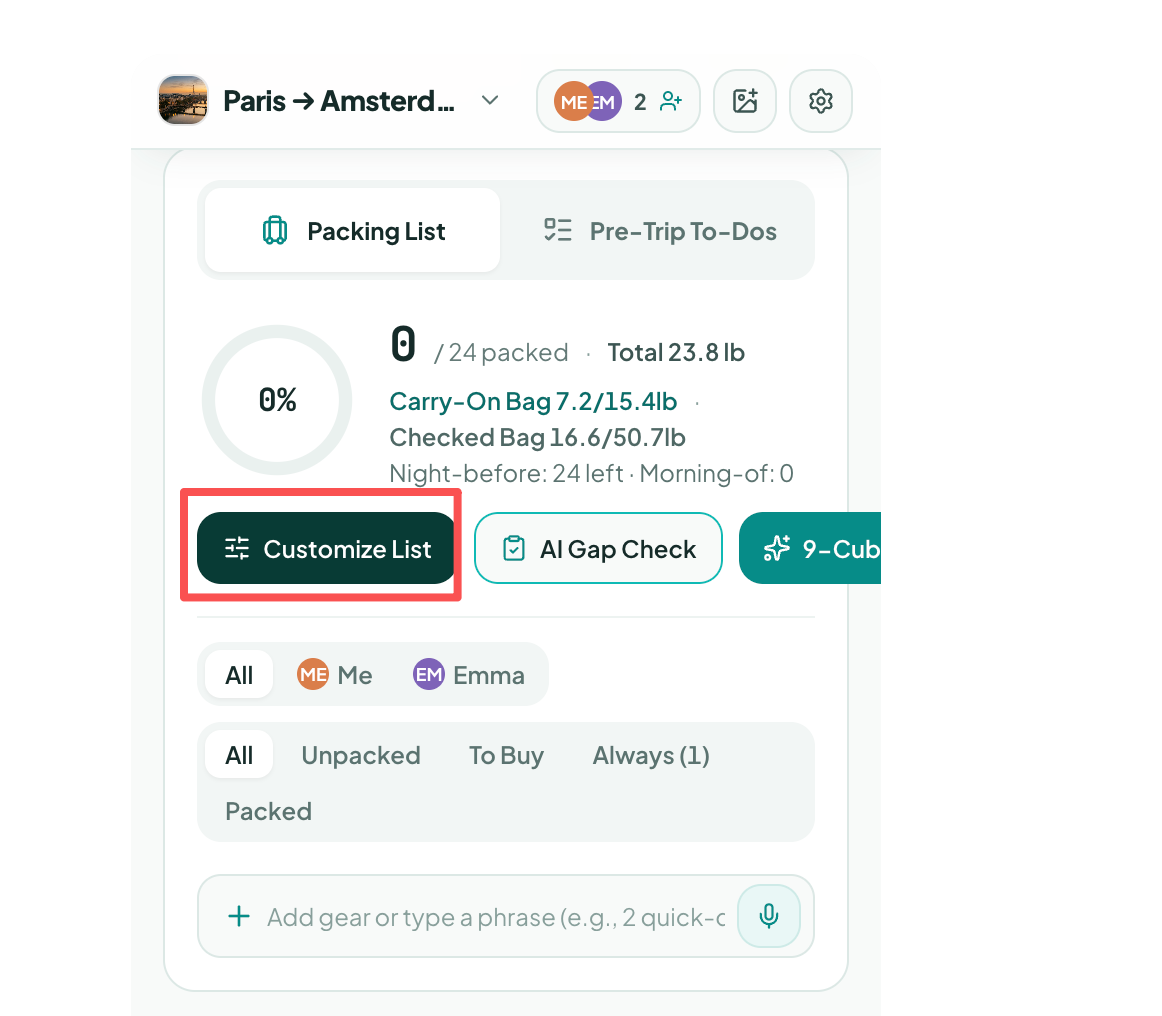 Paris → Amsterd...
ME EM 2
Packing List
Pre-Trip To-Dos
0%
0 / 24 packed · Total 23.8 lb
Carry-On Bag 7.2/15.4lb ·
Checked Bag 16.6/50.7lb
Night-before: 24 left · Morning-of: 0
Customize List
AI Gap Check
9-Cub
All
ME Me
EM Emma
All
Unpacked
To Buy
Always (1)
Packed
Add gear or type a phrase (e.g., 2 quick-